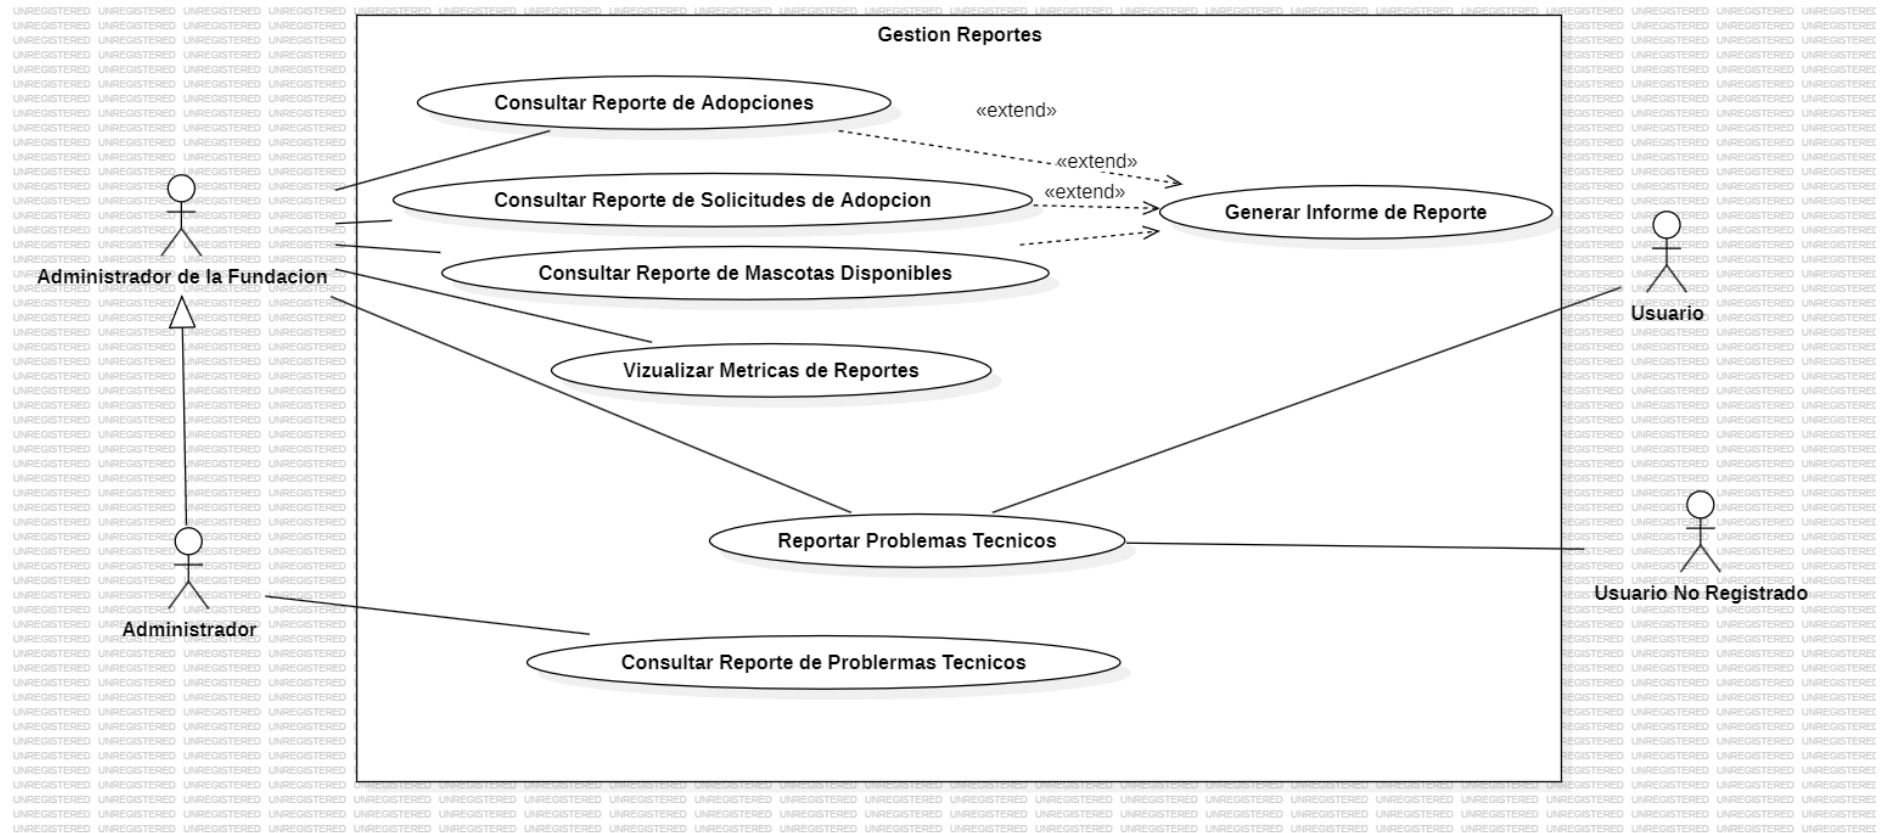 Gestion Reportes
Consultar Reporte de Adopciones
«extend»
«extend»
«extend»
Consultar Reporte de Solicitudes de Adopcion
Generar Informe de Reporte
Administrador de la Fundacion
Consultar Reporte de Mascotas Disponibles
Usuario
Vizualizar Metricas de Reportes
Reportar Problemas Tecnicos
Usuario No Registrado
Administrador
Consultar Reporte de Problermas Tecnicos
UNREGISTERED